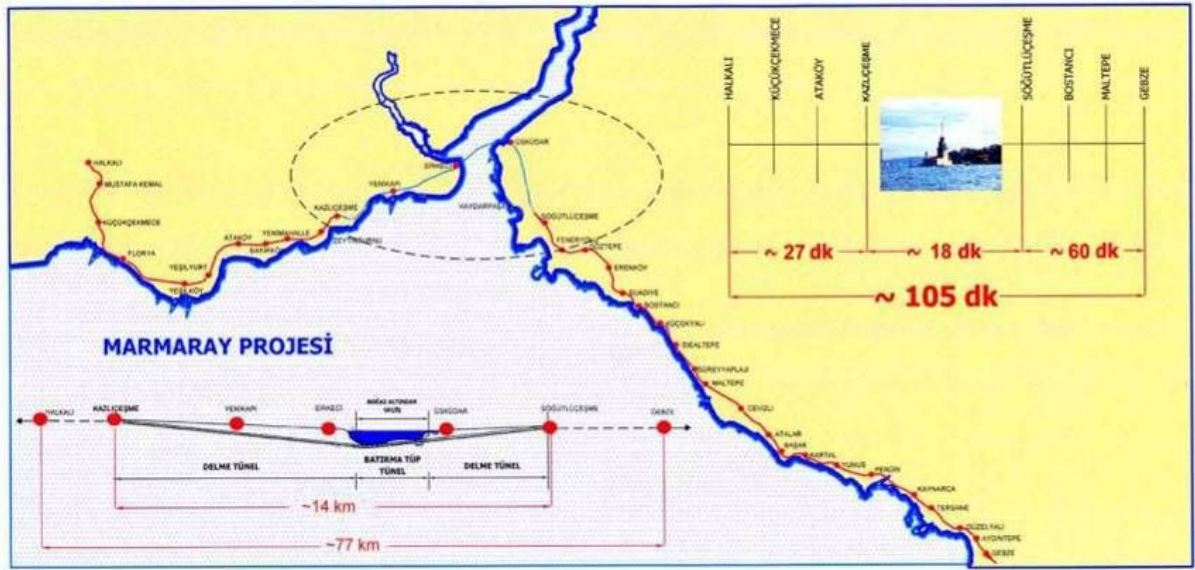 HALKALI
KÜÇÜKÇEKMECE
ATAKÖY
KAZLIÇEŞME
SÖĞÜTLÜÇEŞME
BOSTANCI
MALTEPE
GEBZE
~ 27 dk
~ 18 dk
~ 60 dk
~ 105 dk
HALKALI
MUSTAFA KEMAL
KÜÇÜKÇEKMECE
FLORYA
YEŞİLKÖY
YEŞİLYURT
ATAKÖY
BAKIRKÖY
YENİMAHALLE
ZEYTİNBURNU
KAZLIÇEŞME
YENİKAPI
SİRKECİ
ÜSKÜDAR
HAYDARPAŞA
SÖĞÜTLÜÇEŞME
FENERYOLU
GÖZTEPE
ERENKÖY
SUADİYE
BOSTANCI
KÜÇÜKYALI
İDEALTEPE
SÜREYYAPLAJI
MALTEPE
CEVİZLİ
ATALAR
BAŞAK
KARTAL
YUNUS
PENDİK
KAYNARCA
TERSANE
GÜZELYALI
AYDINTEPE
GEBZE
MARMARAY PROJESİ
HALKALI
KAZLIÇEŞME
YENİKAPI
SİRKECİ
BOĞAZ ALTINDAN
GEÇİŞ
ÜSKÜDAR
SÖĞÜTLÜÇEŞME
GEBZE
DELME TÜNEL
BATIRMA TÜP
TÜNEL
DELME TÜNEL
~14 km
~77 km